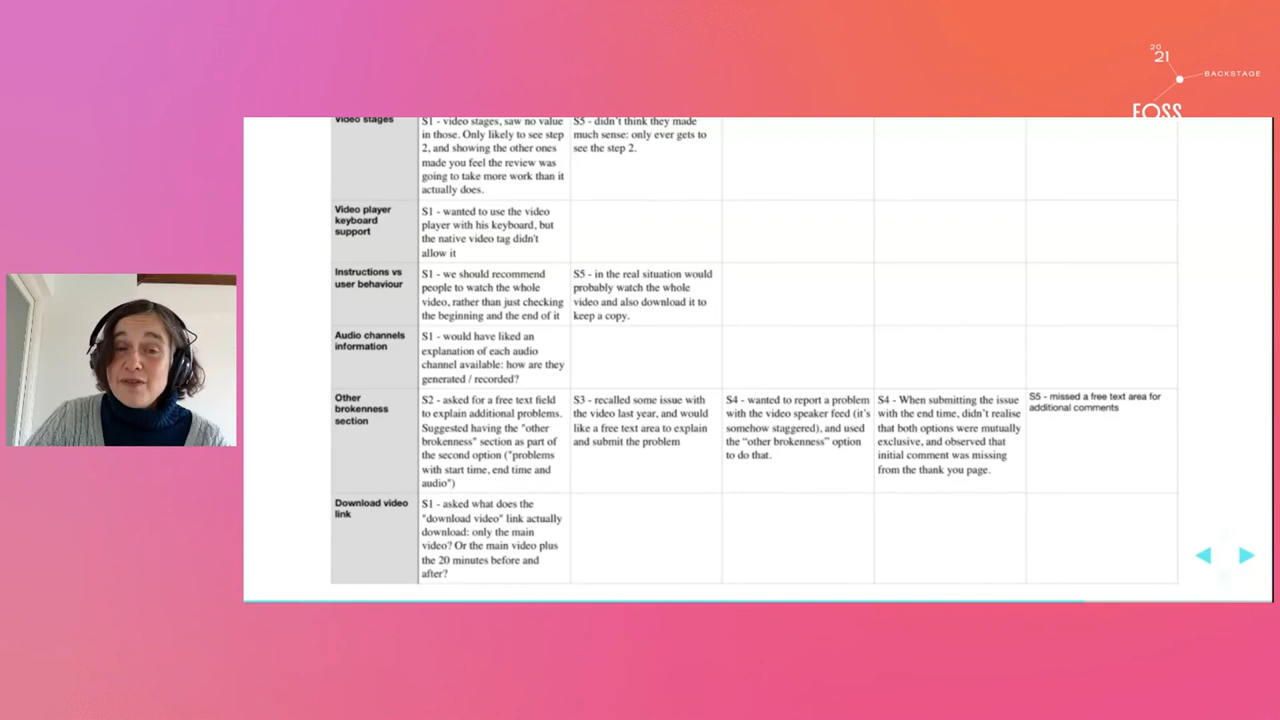 20
21
BACKSTAGE
FOSS
Video stages
S1 - video stages, saw no value
in those. Only likely to see step
2, and showing the other ones
made you feel the review was
going to take more work than it
actually does.
S5 - didn't think they made
much sense: only ever gets to
see the step 2.
Video player
keyboard
support
S1 - wanted to use the video
player with his keyboard, but
the native video tag didn't
allow it
Instructions vs
user behaviour
S1 - we should recommend
people to watch the whole
video, rather than just checking
the beginning and the end of it
S5 - in the real situation would
probably watch the whole
video and also download it to
keep a copy.
Audio channels
information
S1 - would have liked an
explanation of each audio
channel available: how are they
generated / recorded?
Other
brokenness
section
S2 - asked for a free text field
to explain additional problems.
Suggested having the "other
brokenness" section as part of
the second option ("problems
with start time, end time and
audio")
S3 - recalled some issue with
the video last year, and would
like a free text area to explain
and submit the problem
S4 - wanted to report a problem
with the video speaker feed (it's
somehow staggered), and used
the “other brokenness” option
to do that.
S4 - When submitting the issue
with the end time, didn't realise
that both options were mutually
exclusive, and observed that
initial comment was missing
from the thank you page.
S5 - missed a free text area for
additional comments
Download video
link
S1 - asked what does the
"download video" link actually
download: only the main
video? Or the main video plus
the 20 minutes before and
after?